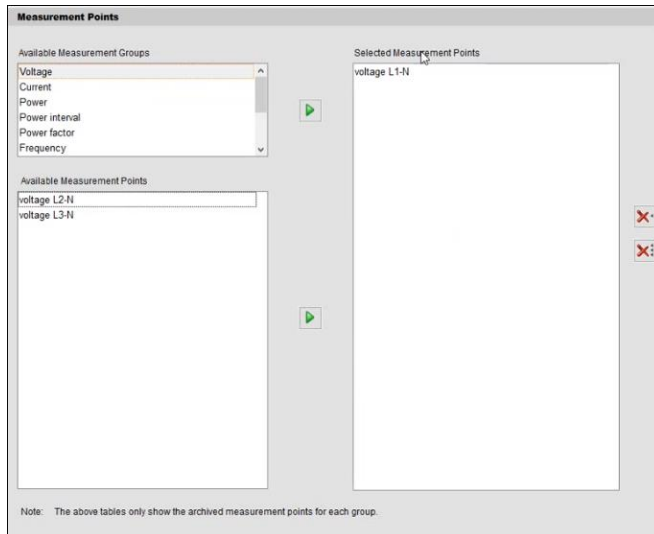 Measurement Points
Available Measurement Groups
Voltage
Current
Power
Power interval
Power factor
Frequency
Available Measurement Points
voltage L2-N
voltage L3-N
Selected Measurement Points
voltage L1-N
Note: The above tables only show the archived measurement points for each group.